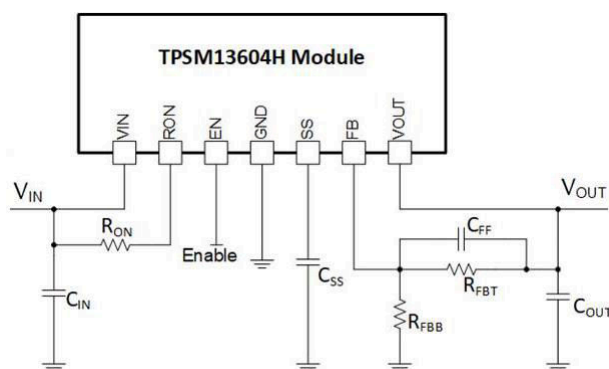 TPSM13604H Module
VIN
RON
EN
GND
SS
FB
VOUT
VIN
VOUT
RON
Enable
CIN
CSS
CFF
RFBT
RFBB
COUT